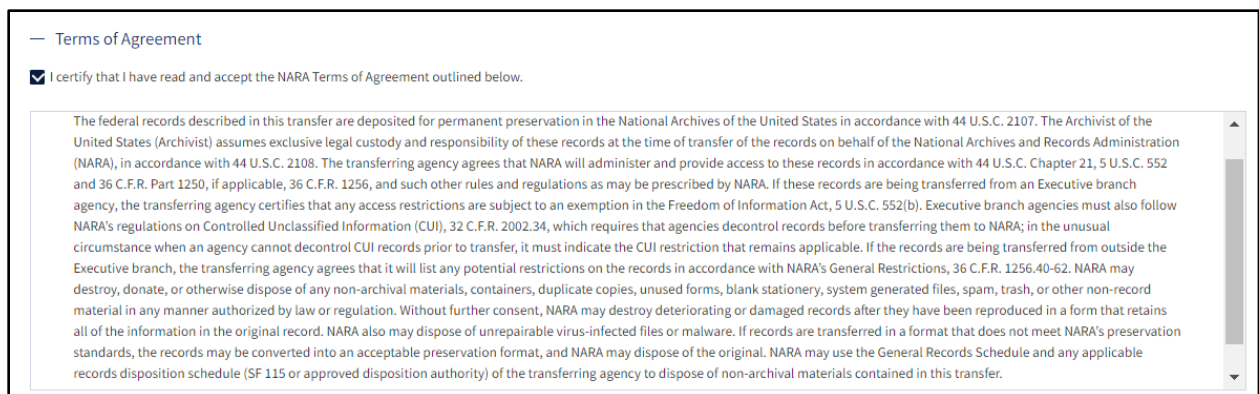 — Terms of Agreement
I certify that I have read and accept the NARA Terms of Agreement outlined below.
The federal records described in this transfer are deposited for permanent preservation in the National Archives of the United States in accordance with 44 U.S.C. 2107. The Archivist of the
United States (Archivist) assumes exclusive legal custody and responsibility of these records at the time of transfer of the records on behalf of the National Archives and Records Administration
(NARA), in accordance with 44 U.S.C. 2108. The transferring agency agrees that NARA will administer and provide access to these records in accordance with 44 U.S.C. Chapter 21, 5 U.S.C. 552
and 36 C.F.R. Part 1250, if applicable, 36 C.F.R. 1256, and such other rules and regulations as may be prescribed by NARA. If these records are being transferred from an Executive branch
agency, the transferring agency certifies that any access restrictions are subject to an exemption in the Freedom of Information Act, 5 U.S.C. 552(b). Executive branch agencies must also follow
NARA's regulations on Controlled Unclassified Information (CUI), 32 C.F.R. 2002.34, which requires that agencies decontrol records before transferring them to NARA; in the unusual
circumstance when an agency cannot decontrol CUI records prior to transfer, it must indicate the CUI restriction that remains applicable. If the records are being transferred from outside the
Executive branch, the transferring agency agrees that it will list any potential restrictions on the records in accordance with NARA's General Restrictions, 36 C.F.R. 1256.40-62. NARA may
destroy, donate, or otherwise dispose of any non-archival materials, containers, duplicate copies, unused forms, blank stationery, system generated files, spam, trash, or other non-record
material in any manner authorized by law or regulation. Without further consent, NARA may destroy deteriorating or damaged records after they have been reproduced in a form that retains
all of the information in the original record. NARA also may dispose of unrepairable virus-infected files or malware. If records are transferred in a format that does not meet NARA's preservation
standards, the records may be converted into an acceptable preservation format, and NARA may dispose of the original. NARA may use the General Records Schedule and any applicable
records disposition schedule (SF 115 or approved disposition authority) of the transferring agency to dispose of non-archival materials contained in this transfer.